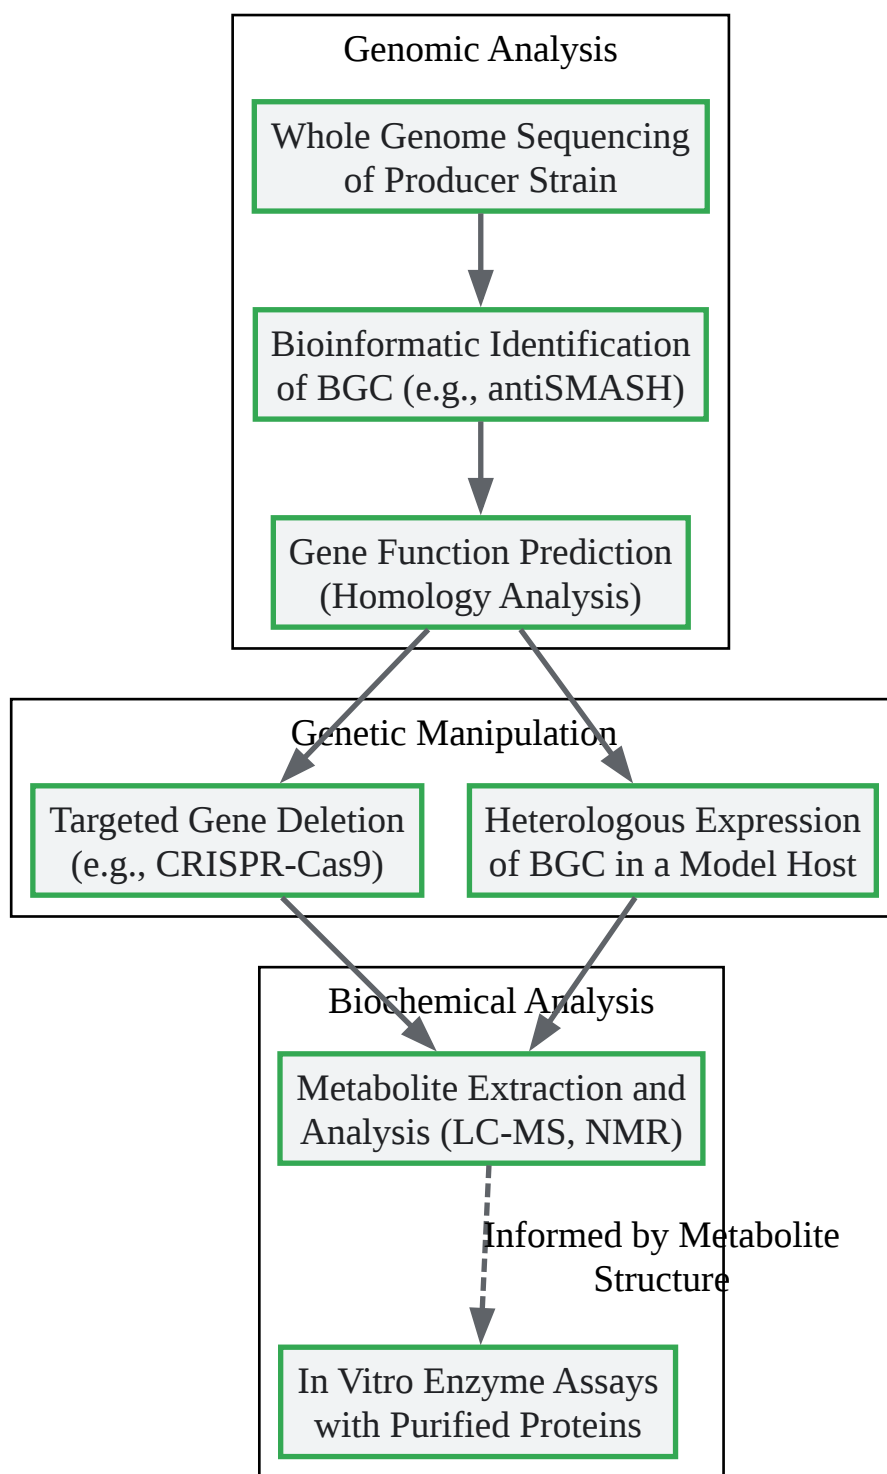 Genomic Analysis
Whole Genome Sequencing
of Producer Strain
Bioinformatic Identification
of BGC (e.g., antiSMASH)
Gene Function Prediction
(Homology Analysis)
Genetic Manipulation
Targeted Gene Deletion
(e.g., CRISPR-Cas9)
Heterologous Expression
of BGC in a Model Host
Biochemical Analysis
Metabolite Extraction and
Analysis (LC-MS, NMR)
Informed by Metabolite
Structure
In Vitro Enzyme Assays
with Purified Proteins